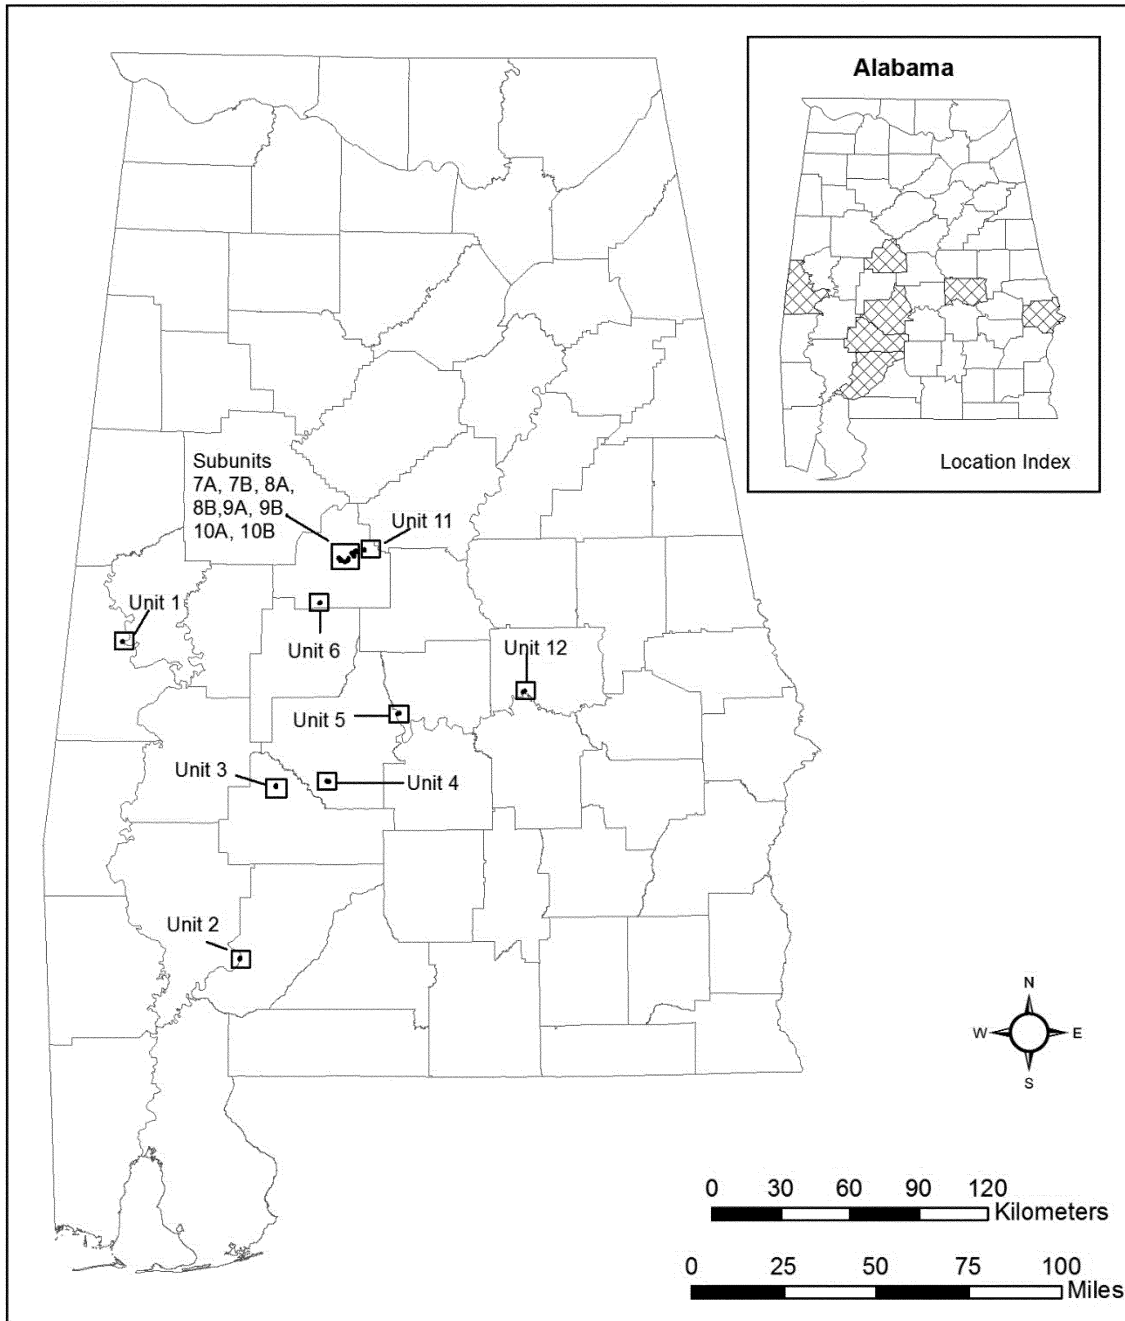 Alabama
Location Index
Subunits
7A, 7B, 8A,
8B,9A, 9B,
10A, 10B
Unit 11
Unit 1
Unit 6
Unit 12
Unit 5
Unit 3
Unit 4
Unit 2
N
W E
S
0 30 60 90 120
Kilometers
0 25 50 75 100
Miles